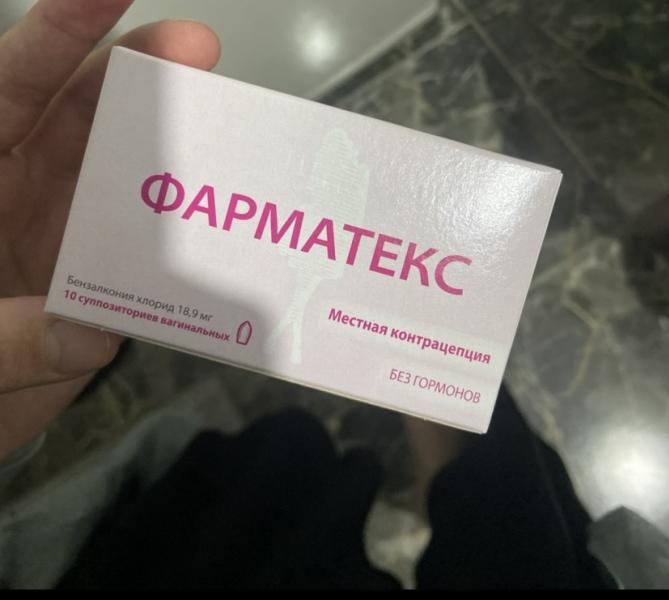 ФАРМАТЕКС
Бензалкония хлорид 18,9 мг
10 суппозиториев вагинальных
Местная контрацепция
БЕЗ ГОРМОНОВ